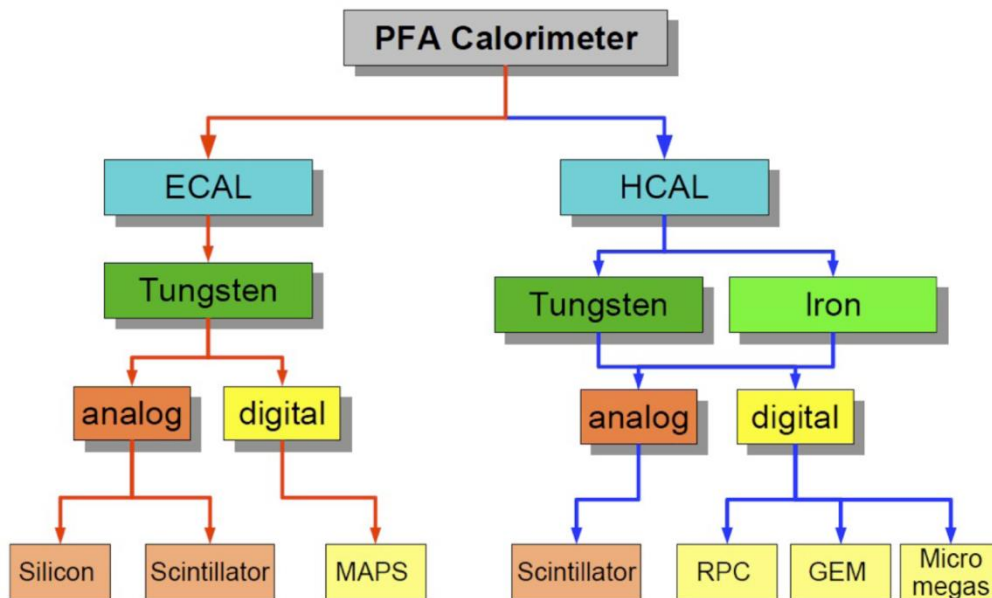 PFA Calorimeter
ECAL
HCAL
Tungsten
Tungsten
Iron
analog
digital
analog
digital
Silicon
Scintillator
MAPS
Scintillator
RPC
GEM
Micro
megas